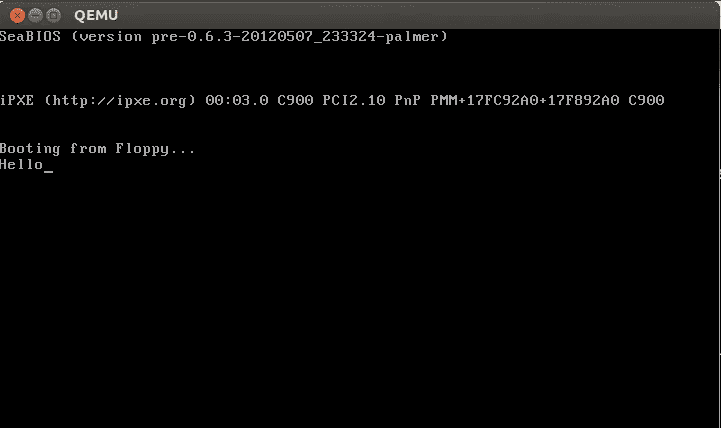 QEMU
SeaBIOS (version pre-0.6.3-20120507_233324-palmer)
iPXE (http://ipxe.org) 00:03.0 C900 PCI2.10 PnP PMM+17FC92A0+17F892A0 C900
Booting from Floppy...
Hello_